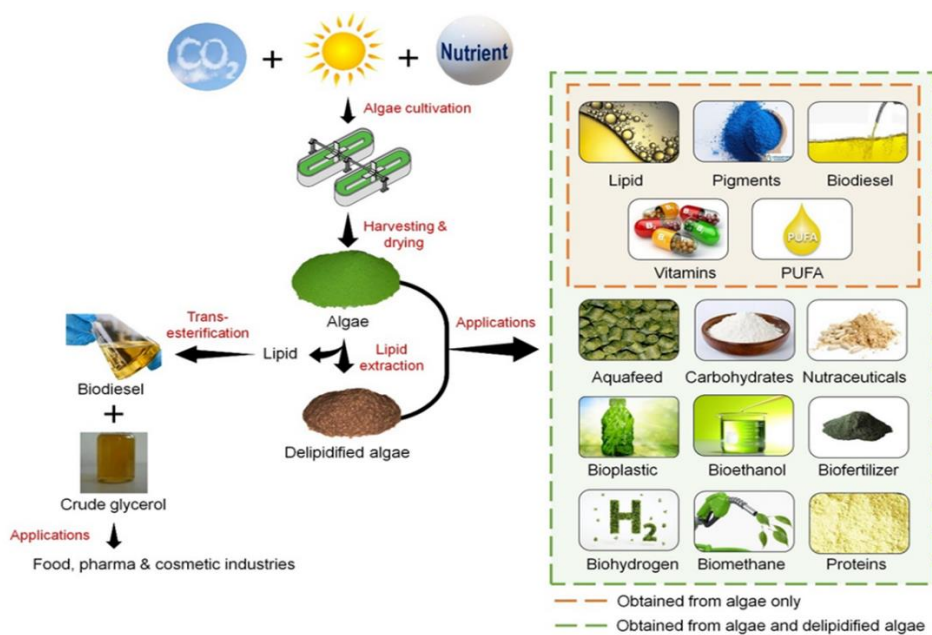 CO2
+
+
Nutrient
Algae cultivation
Harvesting &
drying
Algae
Trans-
esterification
Lipid
Lipid
extraction
Applications
Biodiesel
+
Delipidified algae
Crude glycerol
Applications
Food, pharma & cosmetic industries
Lipid
Pigments
Biodiesel
PUFA
Vitamins
PUFA
Aquafeed
Carbohydrates
Nutraceuticals
Bioplastic
Bioethanol
Biofertilizer
H2
Biohydrogen
Biomethane
Proteins
Obtained from algae only
Obtained from algae and delipidified algae